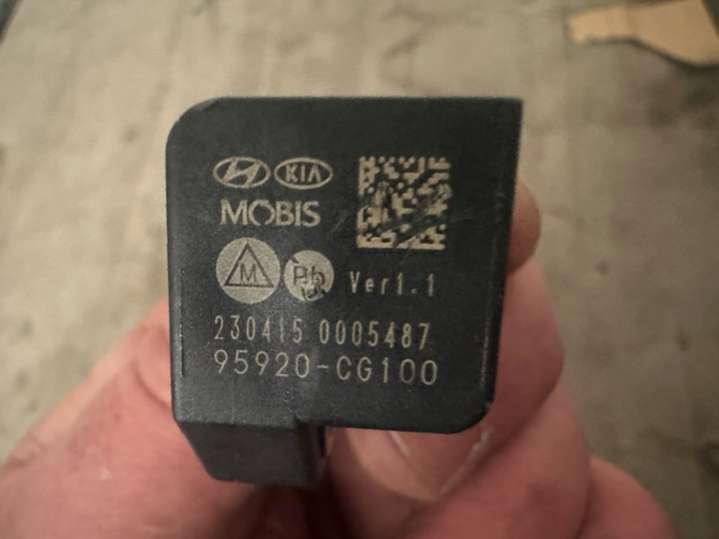 KIA
MOBIS
M Pb Ver1.1
230415 0005487
95920-CG100